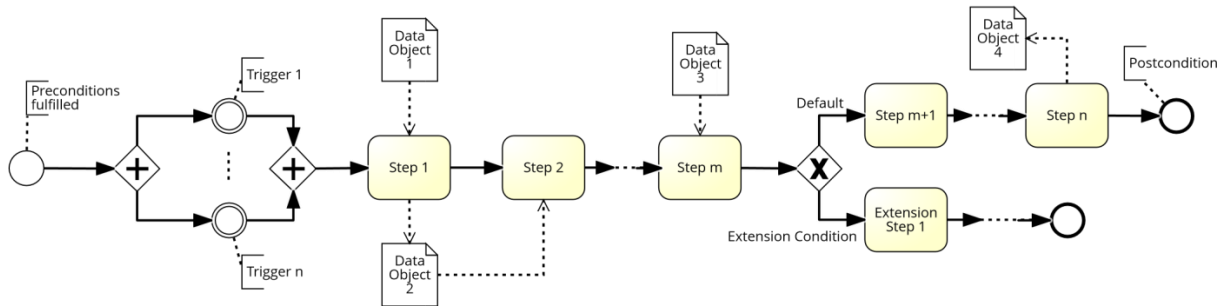 Preconditions
fulfilled
Trigger 1
Trigger n
Data
Object
1
Step 1
Data
Object
2
Step 2
Data
Object
3
Step m
Default
Extension Condition
Step m+1
Extension
Step 1
Data
Object
4
Step n
Postcondition